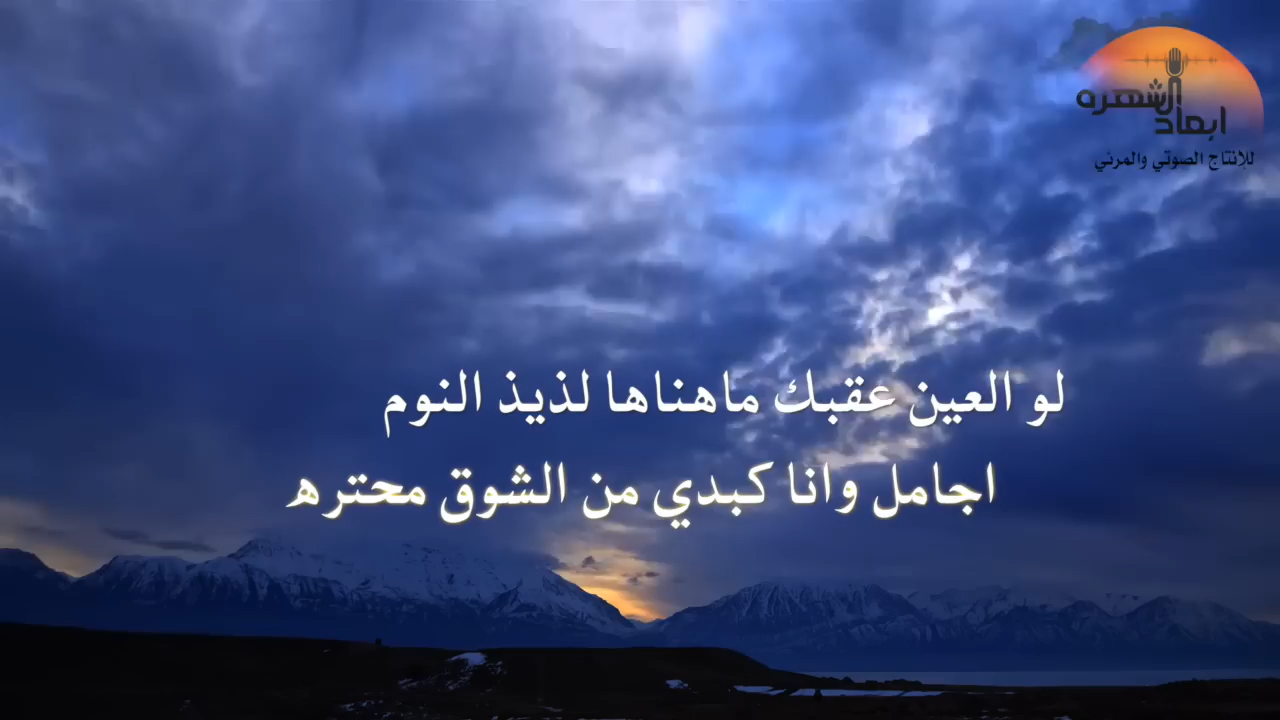 ابعاد الشهره
للإنتاج الصوتي والمرئي
لو العين عقبك ماهناها لذيذ النوم
اجامل وانا كبدي من الشوق محتره